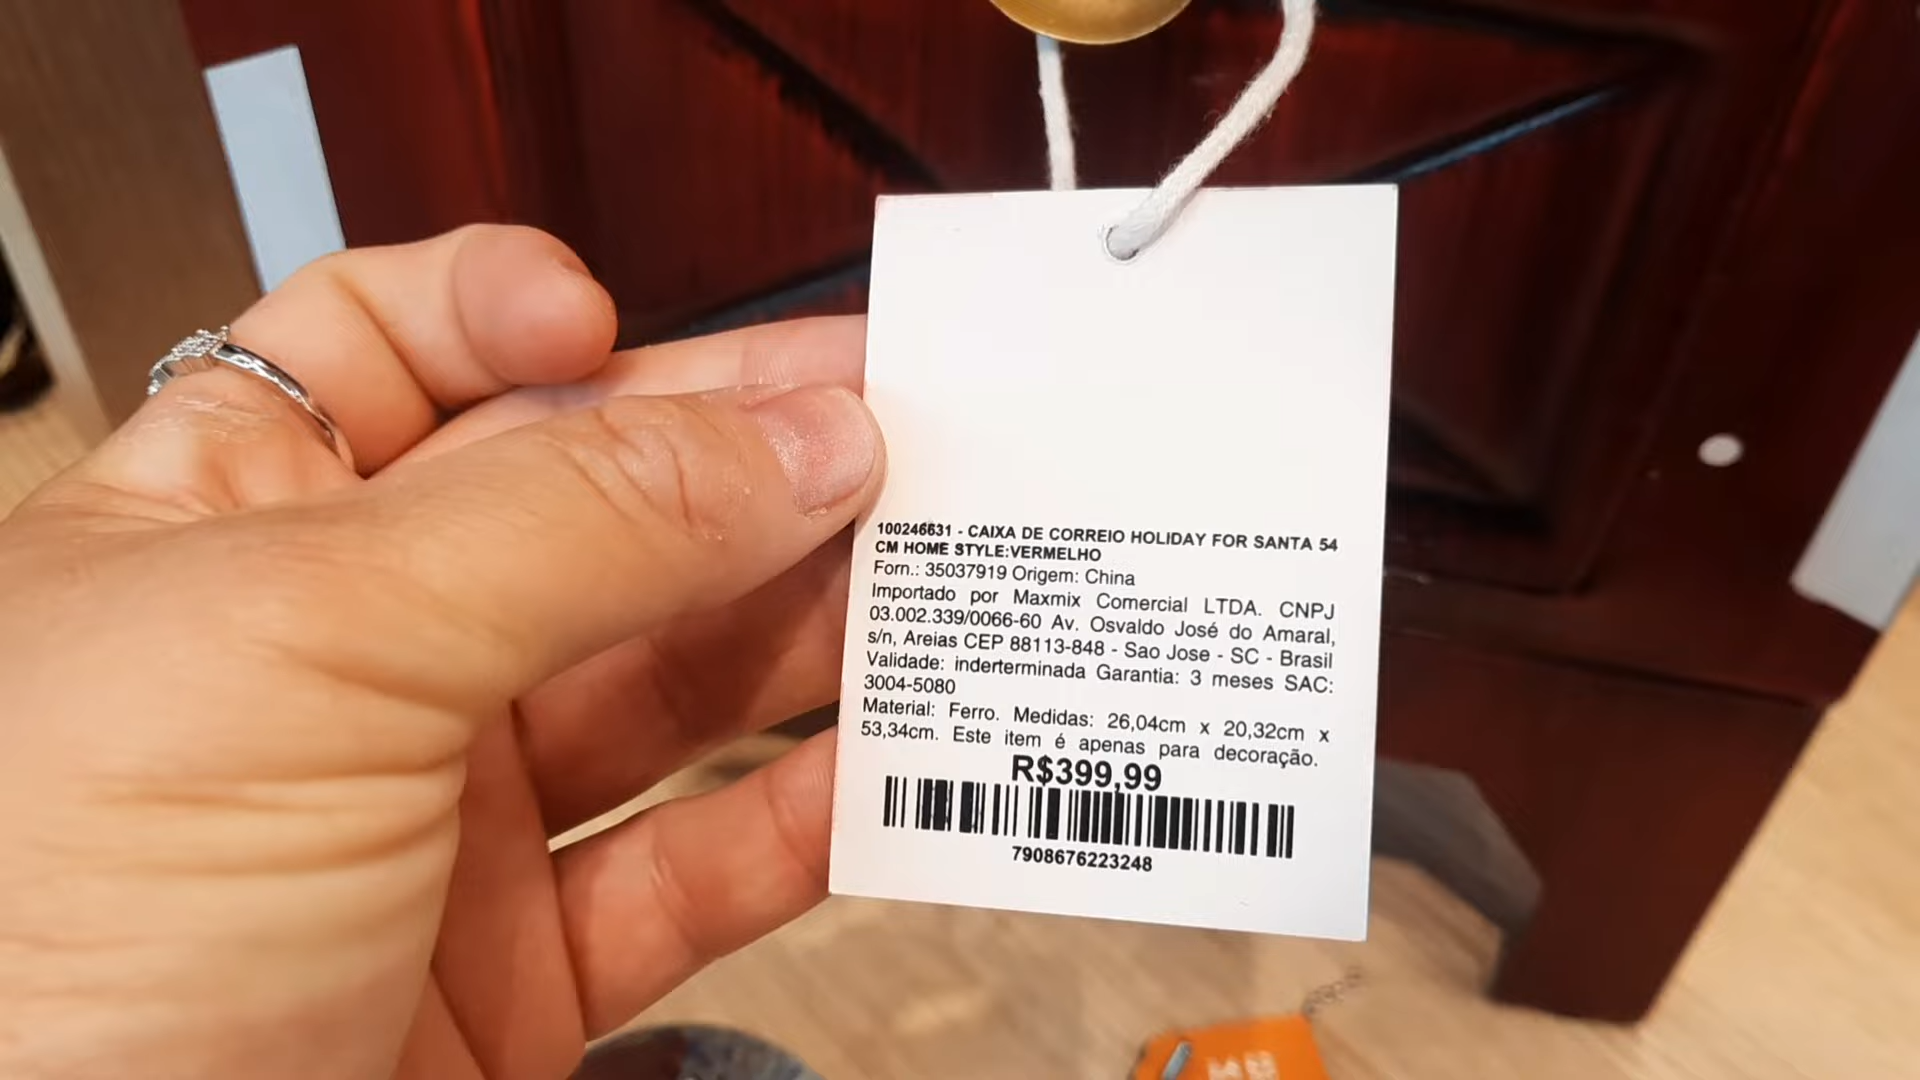 100246631 - CAIXA DE CORREIO HOLIDAY FOR SANTA 54
CM HOME STYLE:VERMELHO
Forn.: 35037919 Origem: China
Importado por Maxmix Comercial LTDA. CNPJ
03.002.339/0066-60 Av. Osvaldo José do Amaral,
s/n, Areias CEP 88113-848 - Sao Jose - SC - Brasil
Validade: inderterminada Garantia: 3 meses SAC:
3004-5080
Material: Ferro. Medidas: 26,04cm x 20,32cm x
53,34cm. Este item é apenas para decoração.
R$399,99
7908676223248